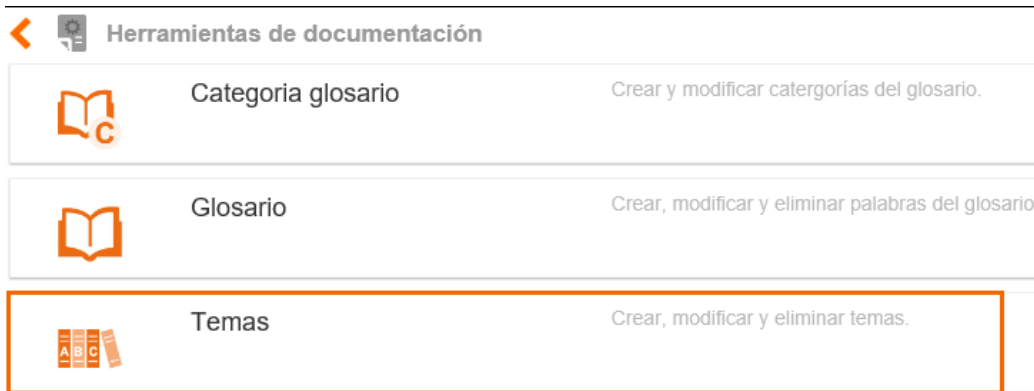 Herramientas de documentación
Categoria glosario
Crear y modificar catergorías del glosario.
C
Glosario
Crear, modificar y eliminar palabras del glosario
Temas
Crear, modificar y eliminar temas.
A B C